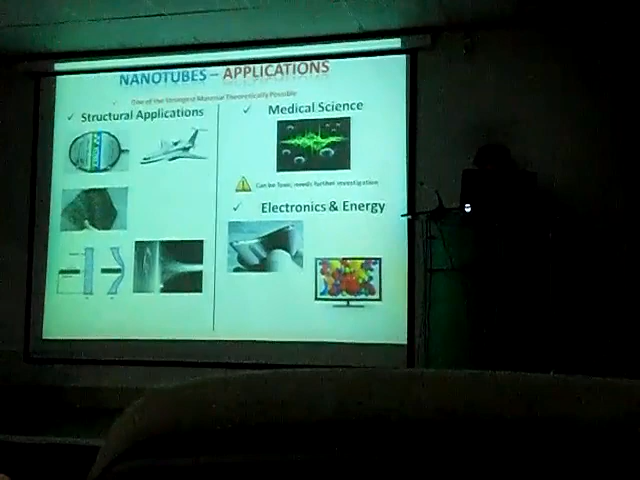 NANOTUBES – APPLICATIONS
✓ One of the Strongest Material Theoretically Possible
✓ Structural Applications
✓ Medical Science
Can be Toxic, needs further investigation
✓ Electronics & Energy